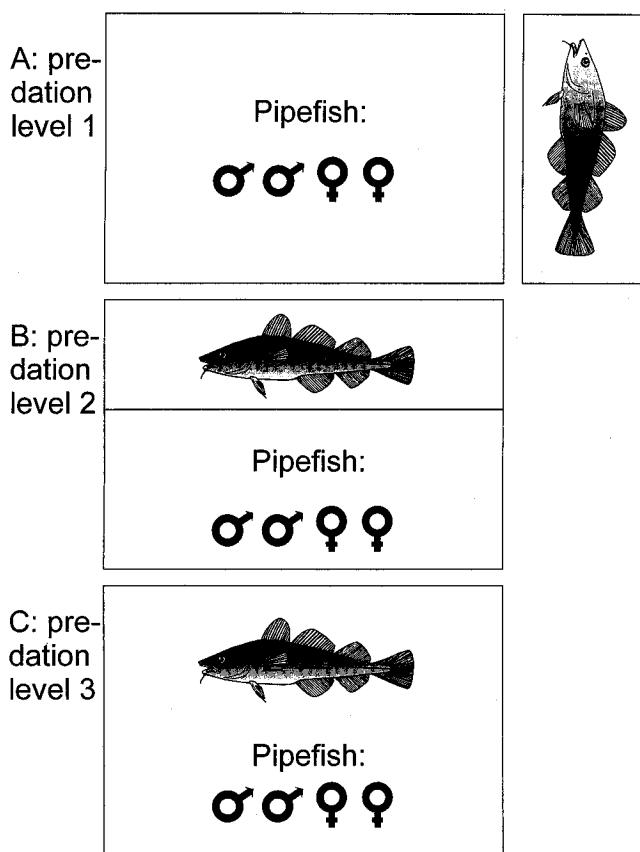 A: pre-
dation
level 1
Pipefish:
♂ ♂ ♀ ♀
B: pre-
dation
level 2
Pipefish:
♂ ♂ ♀ ♀
C: pre-
dation
level 3
Pipefish:
♂ ♂ ♀ ♀